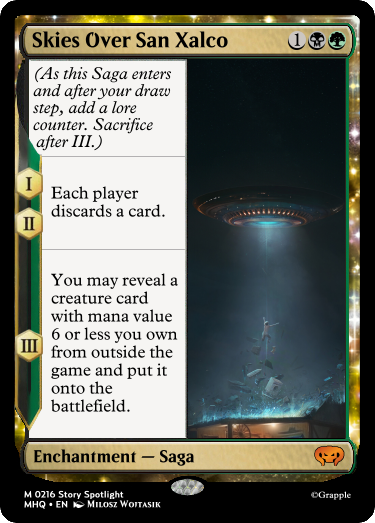 Skies Over San Xalco 1
(As this Saga enters
and after your draw
step, add a lore
counter. Sacrifice
after III.)
I
Each player
discards a card.
II
You may reveal a
creature card
with mana value
6 or less you own
III
from outside the
game and put it
onto the
battlefield.
Enchantment — Saga
M 0216 Story Spotlight
MHQ • EN Milosz Wojtasik
©Grapple